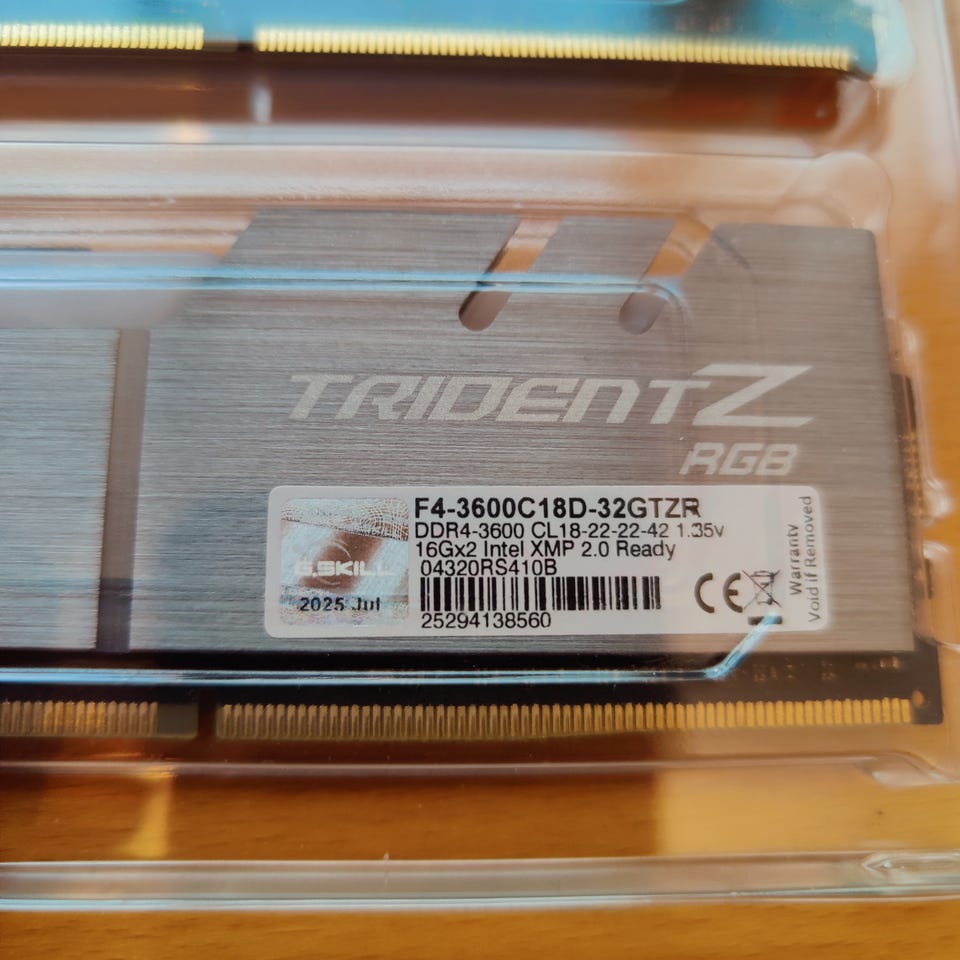 TRIDENTZ
RGB
F4-3600C18D-32GTZR
DDR4-3600 CL18-22-22-42 1.35v
16Gx2 Intel XMP 2.0 Ready
04320RS410B
G.SKILL
2025 Jul
25294138560
CE
Warranty
Void if Removed